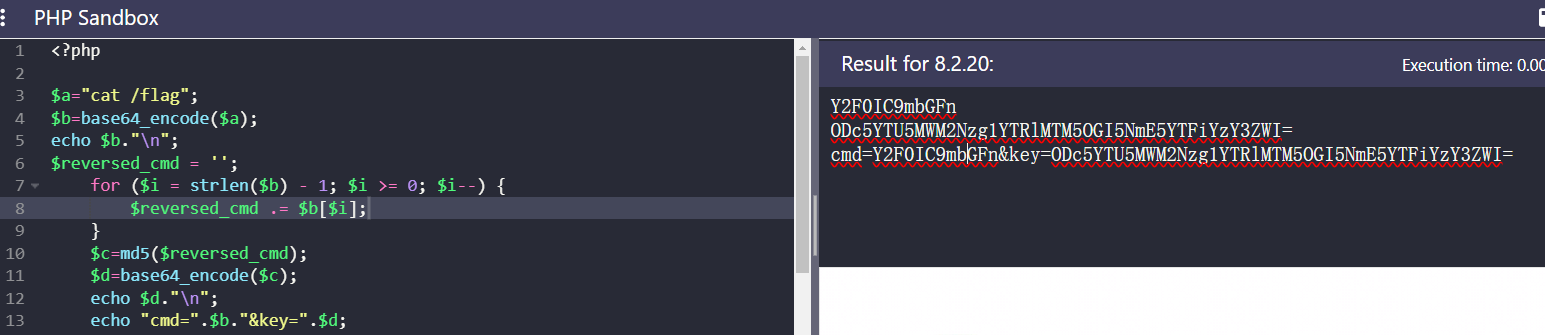 PHP Sandbox
1 <?php
2
3 $a="cat /flag";
4 $b=base64_encode($a);
5 echo $b."\n";
6 $reversed_cmd = '';
7 for ($i = strlen($b) - 1; $i >= 0; $i--) {
8 $reversed_cmd .= $b[$i];
9 }
10 $c=md5($reversed_cmd);
11 $d=base64_encode($c);
12 echo $d."\n";
13 echo "cmd=".$b."&key=".$d;
Result for 8.2.20:
Execution time: 0.00
Y2F0IC9mbGFn
ODc5YTU5MWM2Nzg1YTRlMTM5OGI5NmE5YTFiYzY3ZWI=
cmd=Y2F0IC9mbGFn&key=ODc5YTU5MWM2Nzg1YTRlMTM5OGI5NmE5YTFiYzY3ZWI=